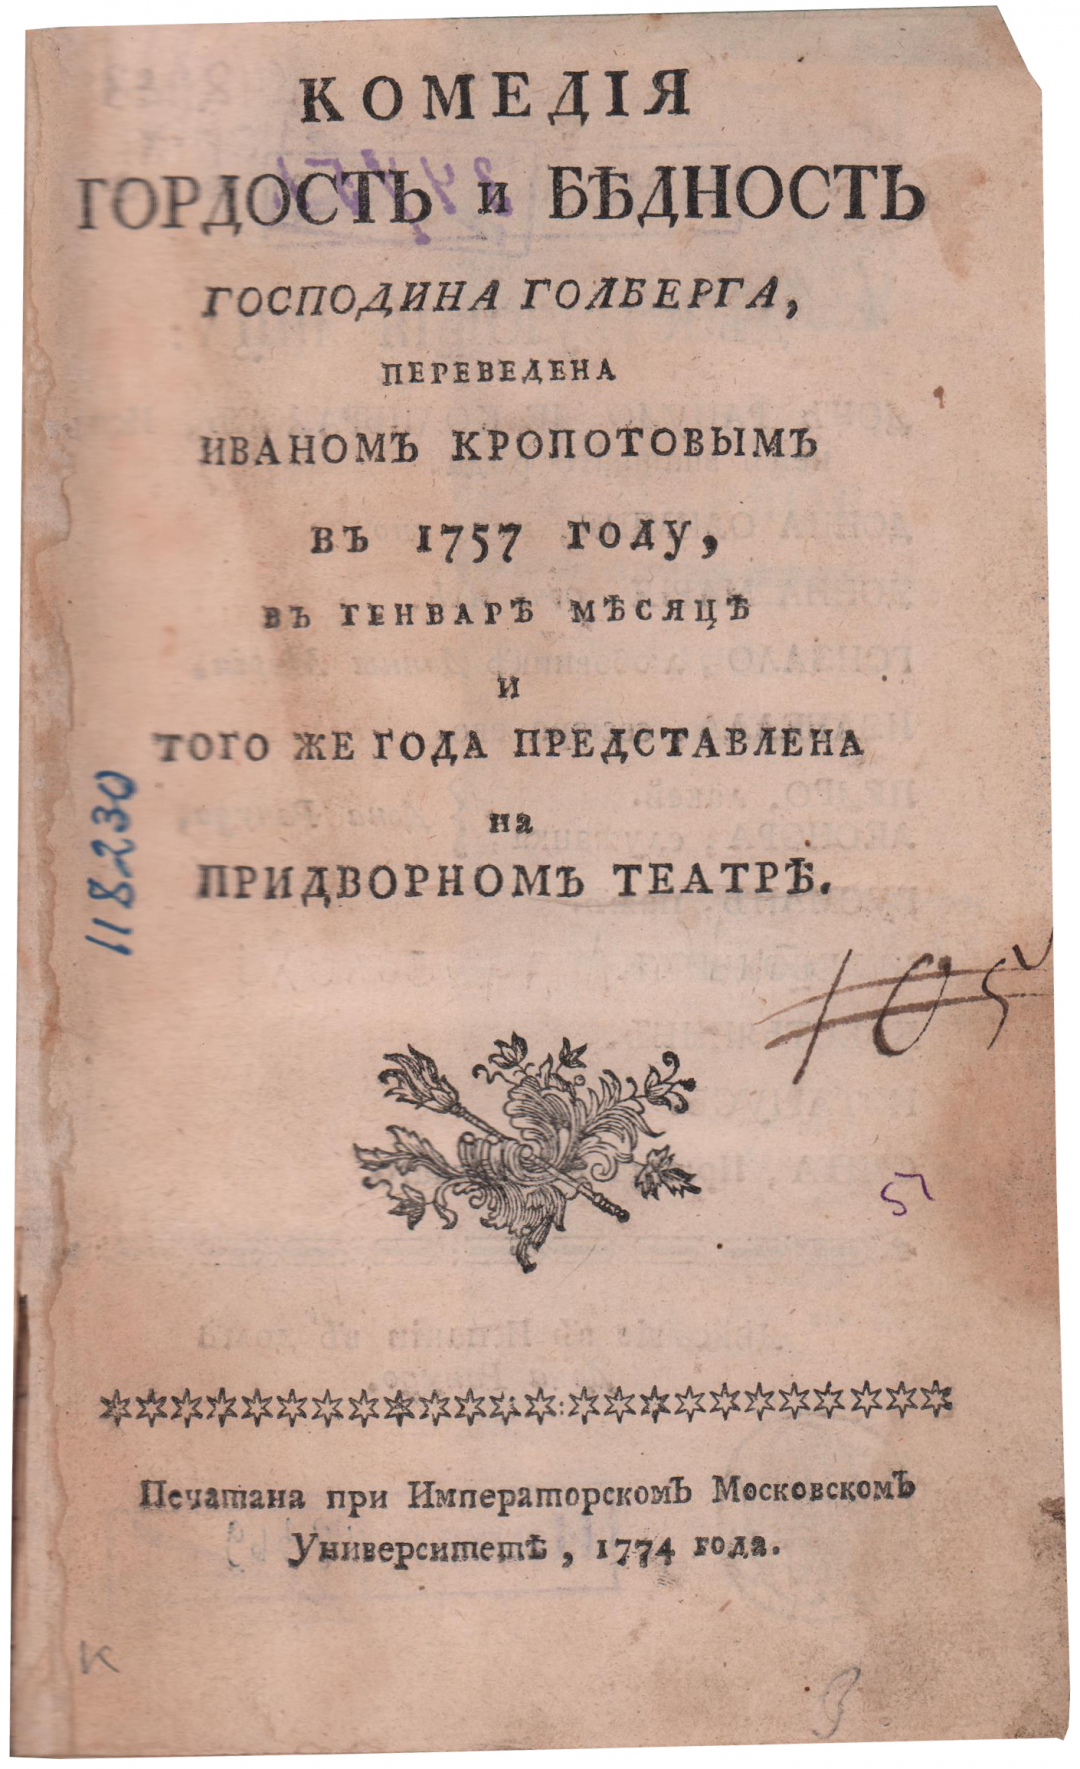 КОМЕДІЯ
ГОРДОСТЬ и БѢДНОСТЬ
ГОСПОДИНА ГОЛБЕРГА,
ПЕРЕВЕДЕНА
ИВАНОМЪ КРОПОТОВЫМЪ
ВЪ 1757 ГОДУ,
ВЪ ГЕНВАРѢ МѢСЯЦѢ
И
ТОГО ЖЕ ГОДА ПРЕДСТАВЛЕНА
на
ПРИДВОРНОМЪ ТЕАТРѢ.
118230
105
5
Печатана при Императорскомъ Московскомъ
Университетѣ, 1774 года.
К